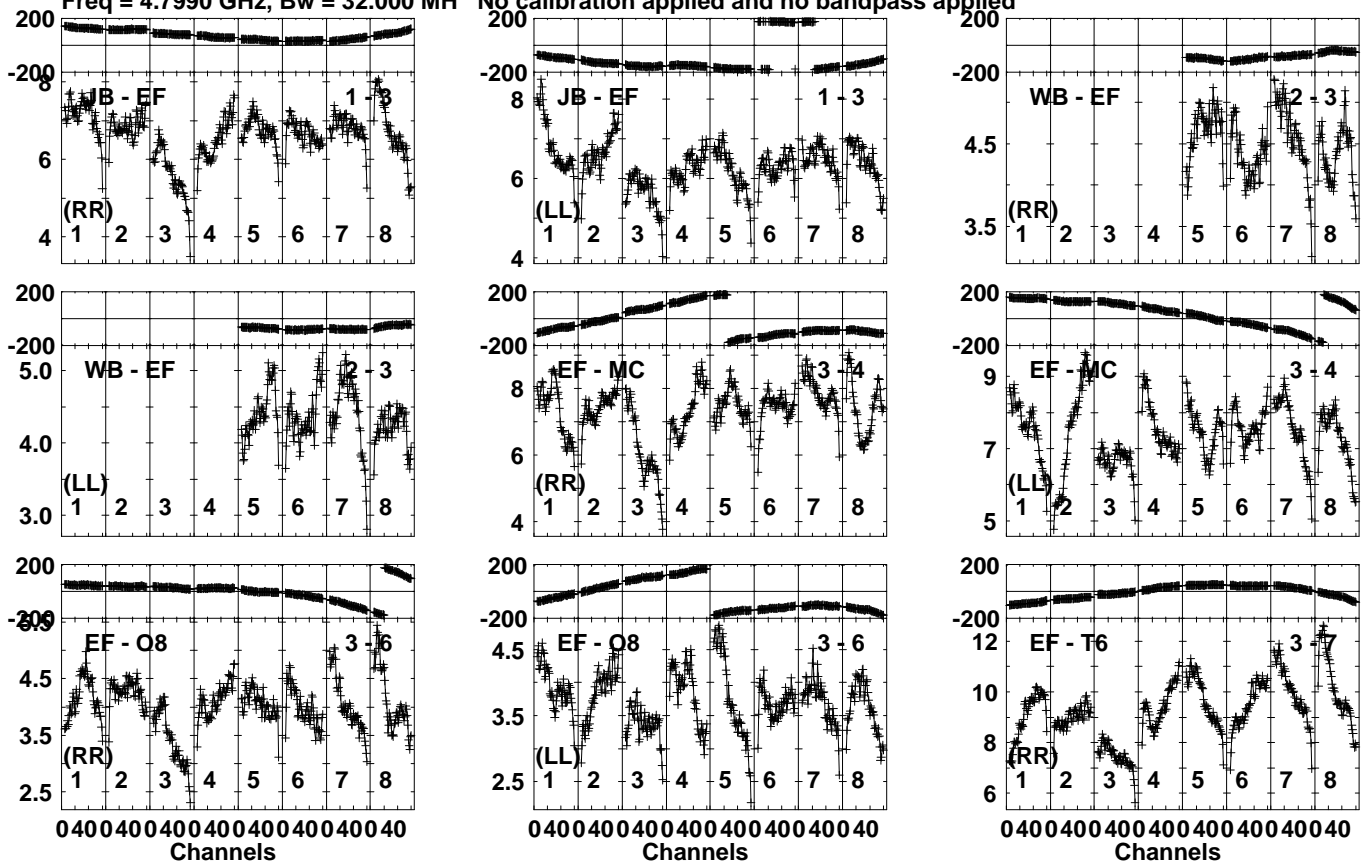 Freq = 4.7990 GHz, Bw = 32.000 MH No calibration applied and no bandpass applied
200
-200
8
6
4
JB - EF
1 - 3
(RR)
1 2 3 4 5 6 7 8
200
-200
8
6
4
JB - EF
1 - 3
(LL)
1 2 3 4 5 6 7 8
200
-200
4.5
3.5
WB - EF
2 - 3
(RR)
1 2 3 4 5 6 7 8
200
-200
5.0
4.0
3.0
WB - EF
2 - 3
(LL)
1 2 3 4 5 6 7 8
200
-200
8
6
4
EF - MC
3 - 4
(RR)
1 2 3 4 5 6 7 8
200
-200
9
7
5
EF - MC
3 - 4
(LL)
1 2 3 4 5 6 7 8
200
-200
5.5
4.5
3.5
2.5
EF - O8
3 - 6
(RR)
1 2 3 4 5 6 7 8
200
-200
4.5
3.5
2.5
EF - O8
3 - 6
(LL)
1 2 3 4 5 6 7 8
200
-200
12
10
8
6
EF - T6
3 - 7
(RR)
1 2 3 4 5 6 7 8
0 40 0 40 0 40 0 40 0 40 0 40 0 40 0 40
Channels
0 40 0 40 0 40 0 40 0 40 0 40 0 40 0 40
Channels
0 40 0 40 0 40 0 40 0 40 0 40 0 40 0 40
Channels